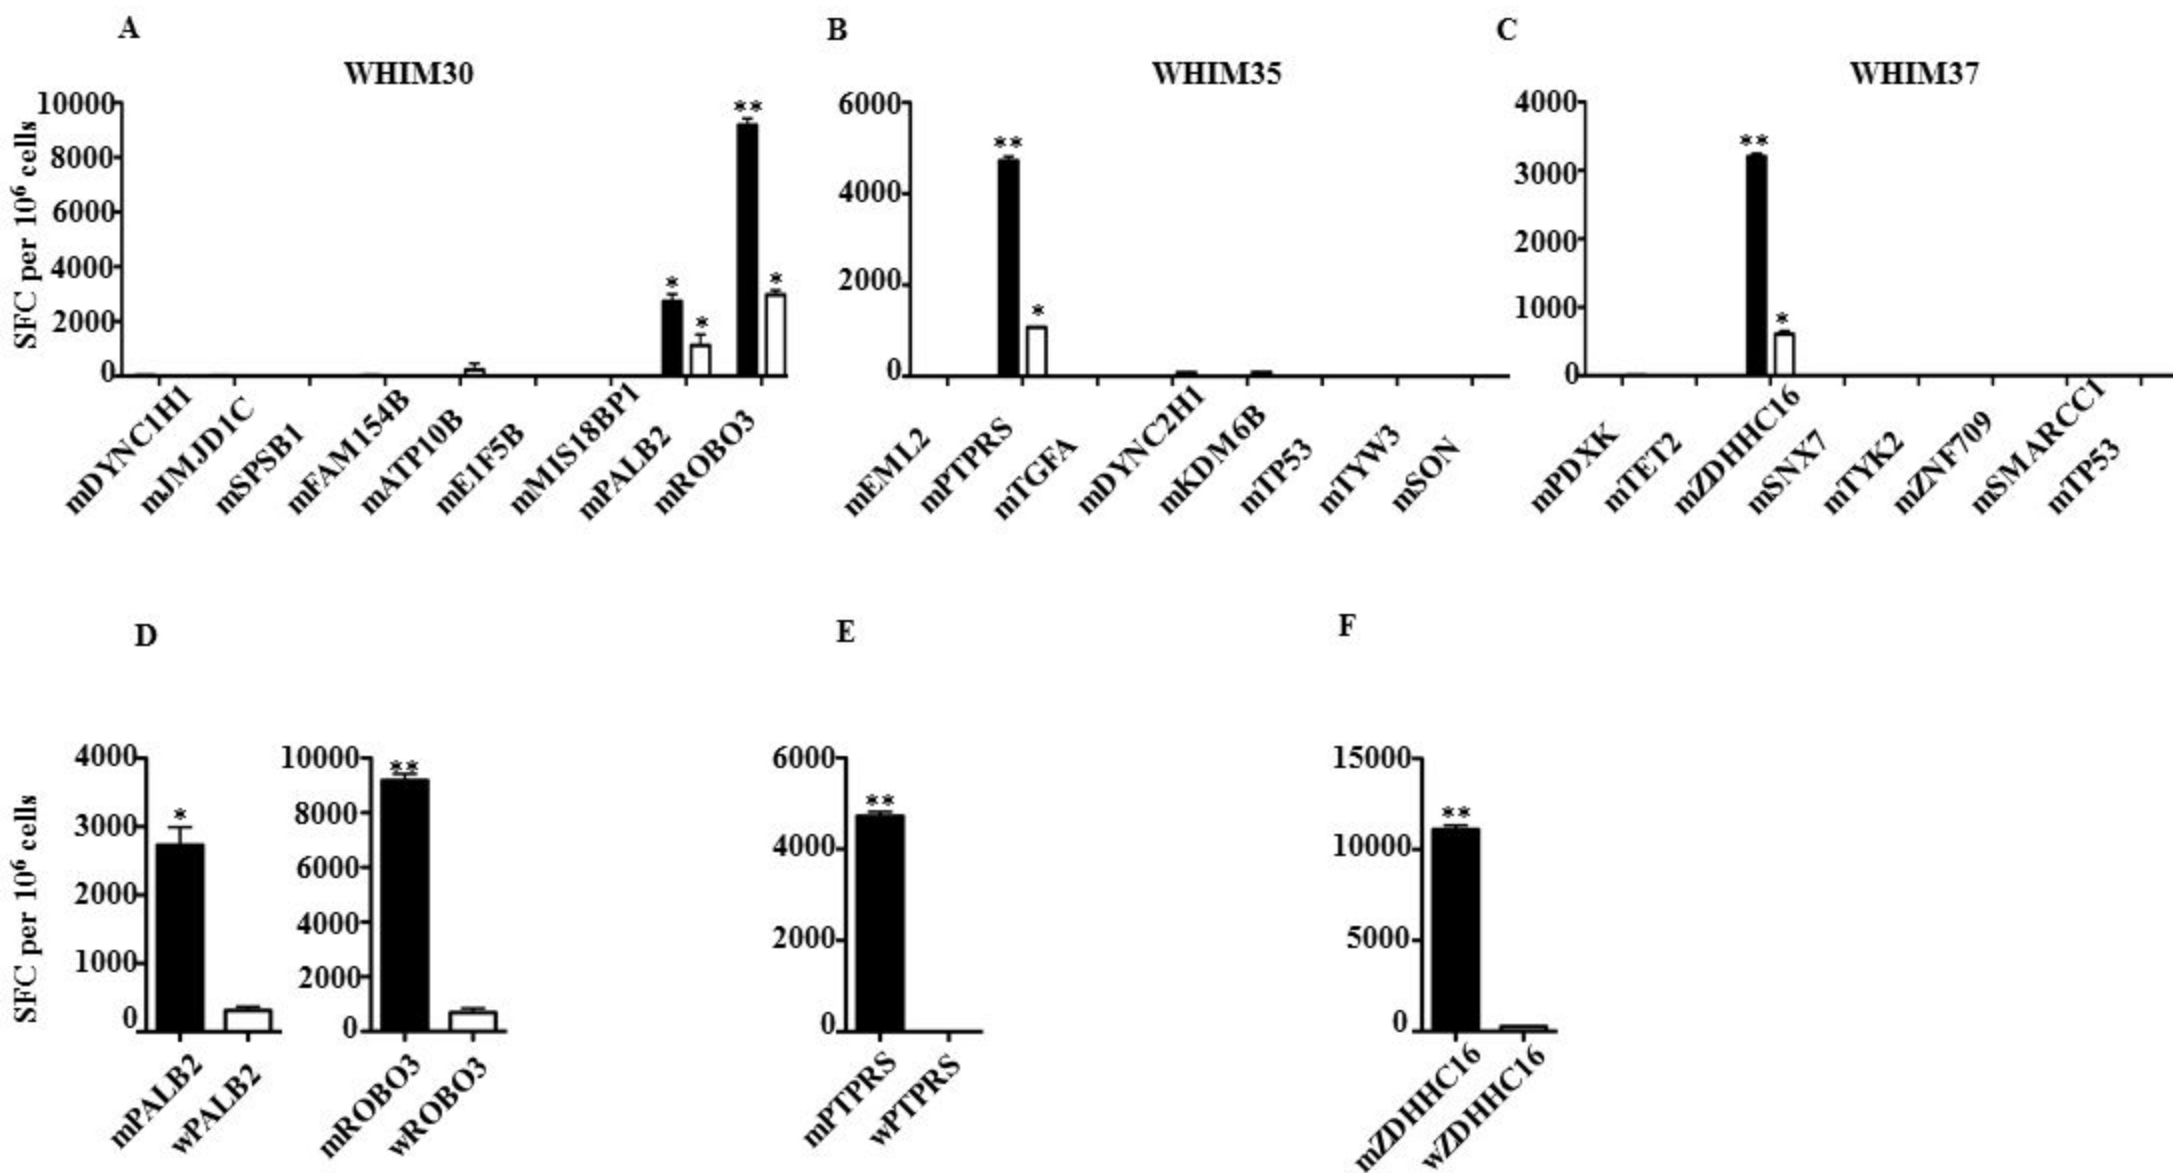 A
WHIM30
SFC per 10⁶ cells
10000
8000
6000
4000
2000
0
**
*
*
*
mDYNC1H1
mJMJD1C
mSPSB1
mFAM154B
mATP10B
mE1F5B
mMIS18BP1
mPALB2
mROBO3
B
WHIM35
6000
4000
2000
0
**
*
mEML2
mPTPRS
mTGFA
mDYNC2H1
mKDM6B
mTP53
mTYW3
mSON
C
WHIM37
4000
3000
2000
1000
0
**
*
mPDXK
mTET2
mZDHHC16
mSNX7
mTYK2
mZNF709
mSMARCC1
mTP53
D
SFC per 10⁶ cells
4000
3000
2000
1000
0
*
mPALB2
wPALB2
10000
8000
6000
4000
2000
0
**
mROBO3
wROBO3
E
6000
4000
2000
0
**
mPTPRS
wPTPRS
F
15000
10000
5000
0
**
mZDHHC16
wZDHHC16